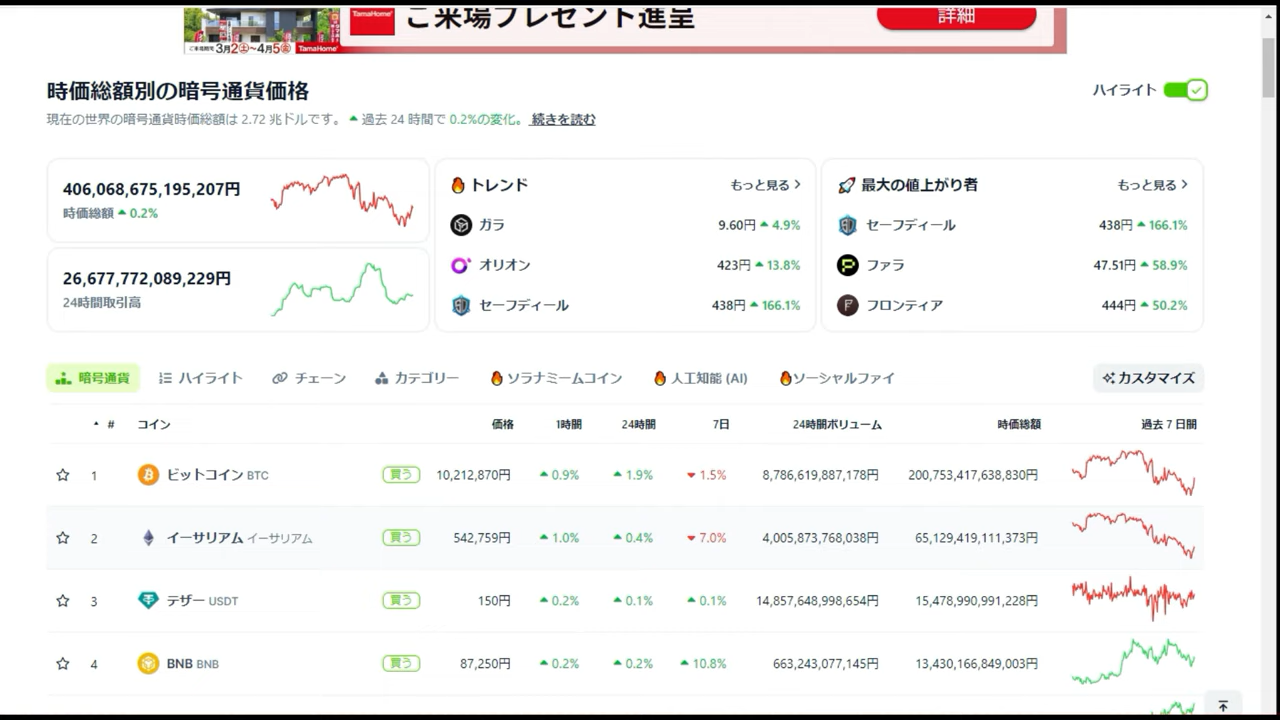 TamaHome
ご来場プレゼント進呈
詳細
ご来場期間 3月2(土)~4月5(金) TamaHome
時価総額別の暗号通貨価格
ハイライト
現在の世界の暗号通貨時価総額は 2.72 兆ドルです。 ▲ 過去 24 時間で 0.2%の変化。 続きを読む
406,068,675,195,207円
時価総額 ▲ 0.2%
26,677,772,089,229円
24時間取引高
トレンド もっと見る >
ガラ 9.60円 ▲ 4.9%
オリオン 423円 ▲ 13.8%
セーフディール 438円 ▲ 166.1%
最大の値上がり者 もっと見る >
セーフディール 438円 ▲ 166.1%
ファラ 47.51円 ▲ 58.9%
フロンティア 444円 ▲ 50.2%
暗号通貨 ハイライト チェーン カテゴリー ソラナミームコイン 人工知能 (AI) ソーシャルファイ カスタマイズ
▲ # コイン 価格 1時間 24時間 7日 24時間ボリューム 時価総額 過去 7 日間
1 ビットコイン BTC 買う 10,212,870円 ▲ 0.9% ▲ 1.9% ▼ 1.5% 8,786,619,887,178円 200,753,417,638,830円
2 イーサリアム イーサリアム 買う 542,759円 ▲ 1.0% ▲ 0.4% ▼ 7.0% 4,005,873,768,038円 65,129,419,111,373円
3 テザー USDT 買う 150円 ▲ 0.2% ▲ 0.1% ▲ 0.1% 14,857,648,998,654円 15,478,990,991,228円
4 BNB BNB 買う 87,250円 ▲ 0.2% ▲ 0.2% ▲ 10.8% 663,243,077,145円 13,430,166,849,003円